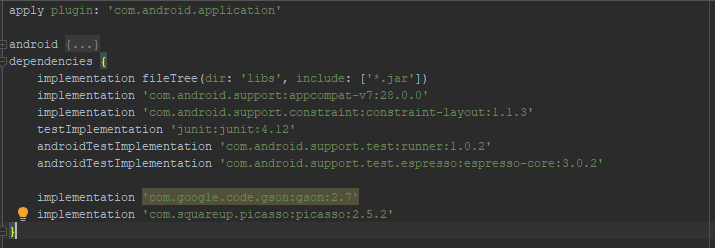 apply plugin: 'com.android.application'
android {...}
dependencies {
implementation fileTree(dir: 'libs', include: ['*.jar'])
implementation 'com.android.support:appcompat-v7:28.0.0'
implementation 'com.android.support.constraint:constraint-layout:1.1.3'
testImplementation 'junit:junit:4.12'
androidTestImplementation 'com.android.support.test:runner:1.0.2'
androidTestImplementation 'com.android.support.test.espresso:espresso-core:3.0.2'
implementation 'com.google.code.gson:gson:2.7'
implementation 'com.squareup.picasso:picasso:2.5.2'
}